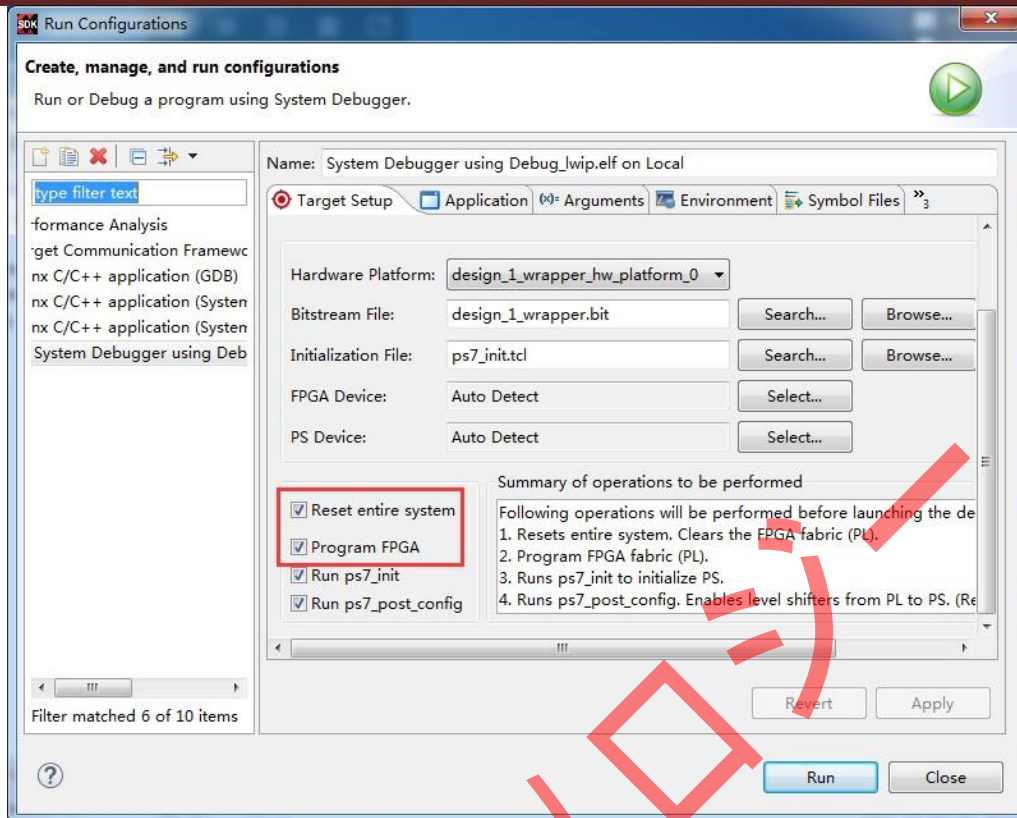 SDK Run Configurations
Create, manage, and run configurations
Run or Debug a program using System Debugger.
type filter text
formance Analysis
get Communication Framewc
nx C/C++ application (GDB)
nx C/C++ application (System
nx C/C++ application (System
System Debugger using Deb
Filter matched 6 of 10 items
Name: System Debugger using Debug_lwip.elf on Local
Target Setup Application (x)= Arguments Environment Symbol Files »3
Hardware Platform: design_1_wrapper_hw_platform_0
Bitstream File: design_1_wrapper.bit Search... Browse...
Initialization File: ps7_init.tcl Search... Browse...
FPGA Device: Auto Detect Select...
PS Device: Auto Detect Select...
Reset entire system
Program FPGA
Run ps7_init
Run ps7_post_config
Summary of operations to be performed
Following operations will be performed before launching the de
1. Resets entire system. Clears the FPGA fabric (PL).
2. Program FPGA fabric (PL).
3. Runs ps7_init to initialize PS.
4. Runs ps7_post_config. Enables level shifters from PL to PS. (Re
Revert Apply
? Run Close
ロジ